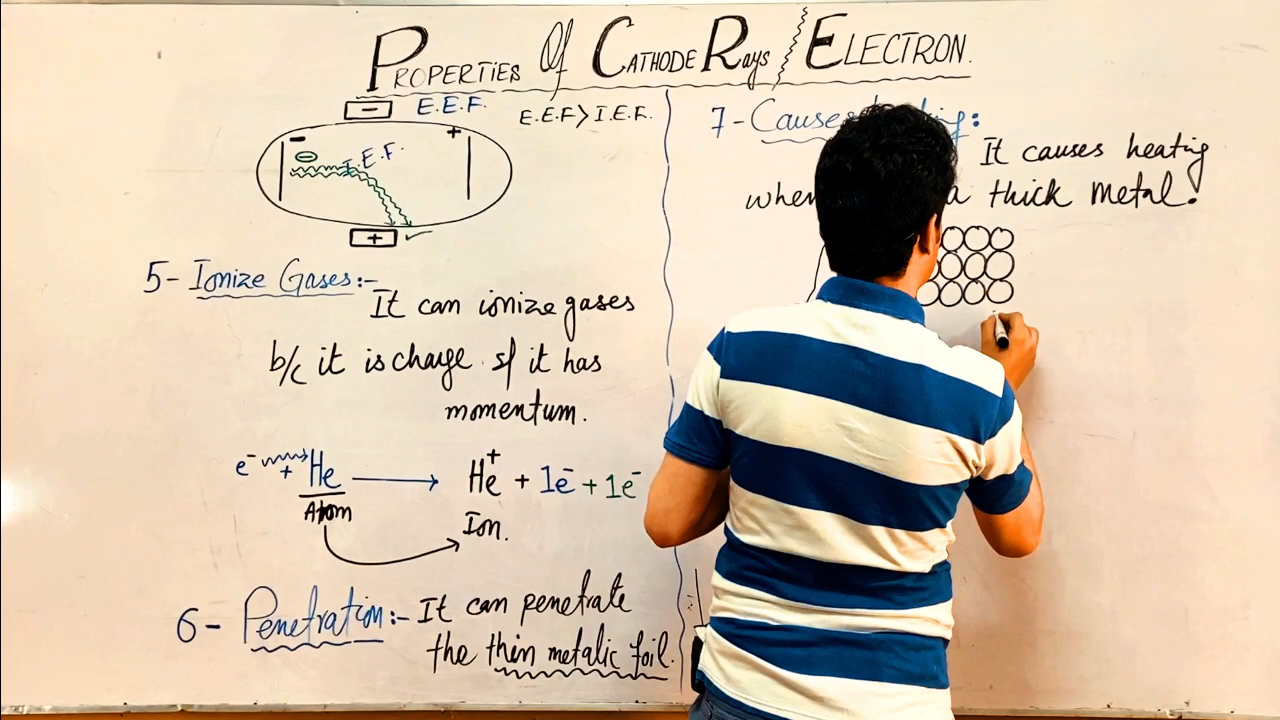 PROPERTIES Of CATHODE RAYS / ELECTRON.
- E.E.F. E.E.F > I.E.F.
- +
⊖ I.E.F.
+
5- Ionize Gases:-
It can ionize gases
b/c it is charge it has
momentum.
e⁻ + He → He⁺ + 1e⁻ + 1e⁻
Atom Ion.
6- Penetration:- It can penetrate
the thin metalic foil.
7- Causes
It causes heating
a thick metal.